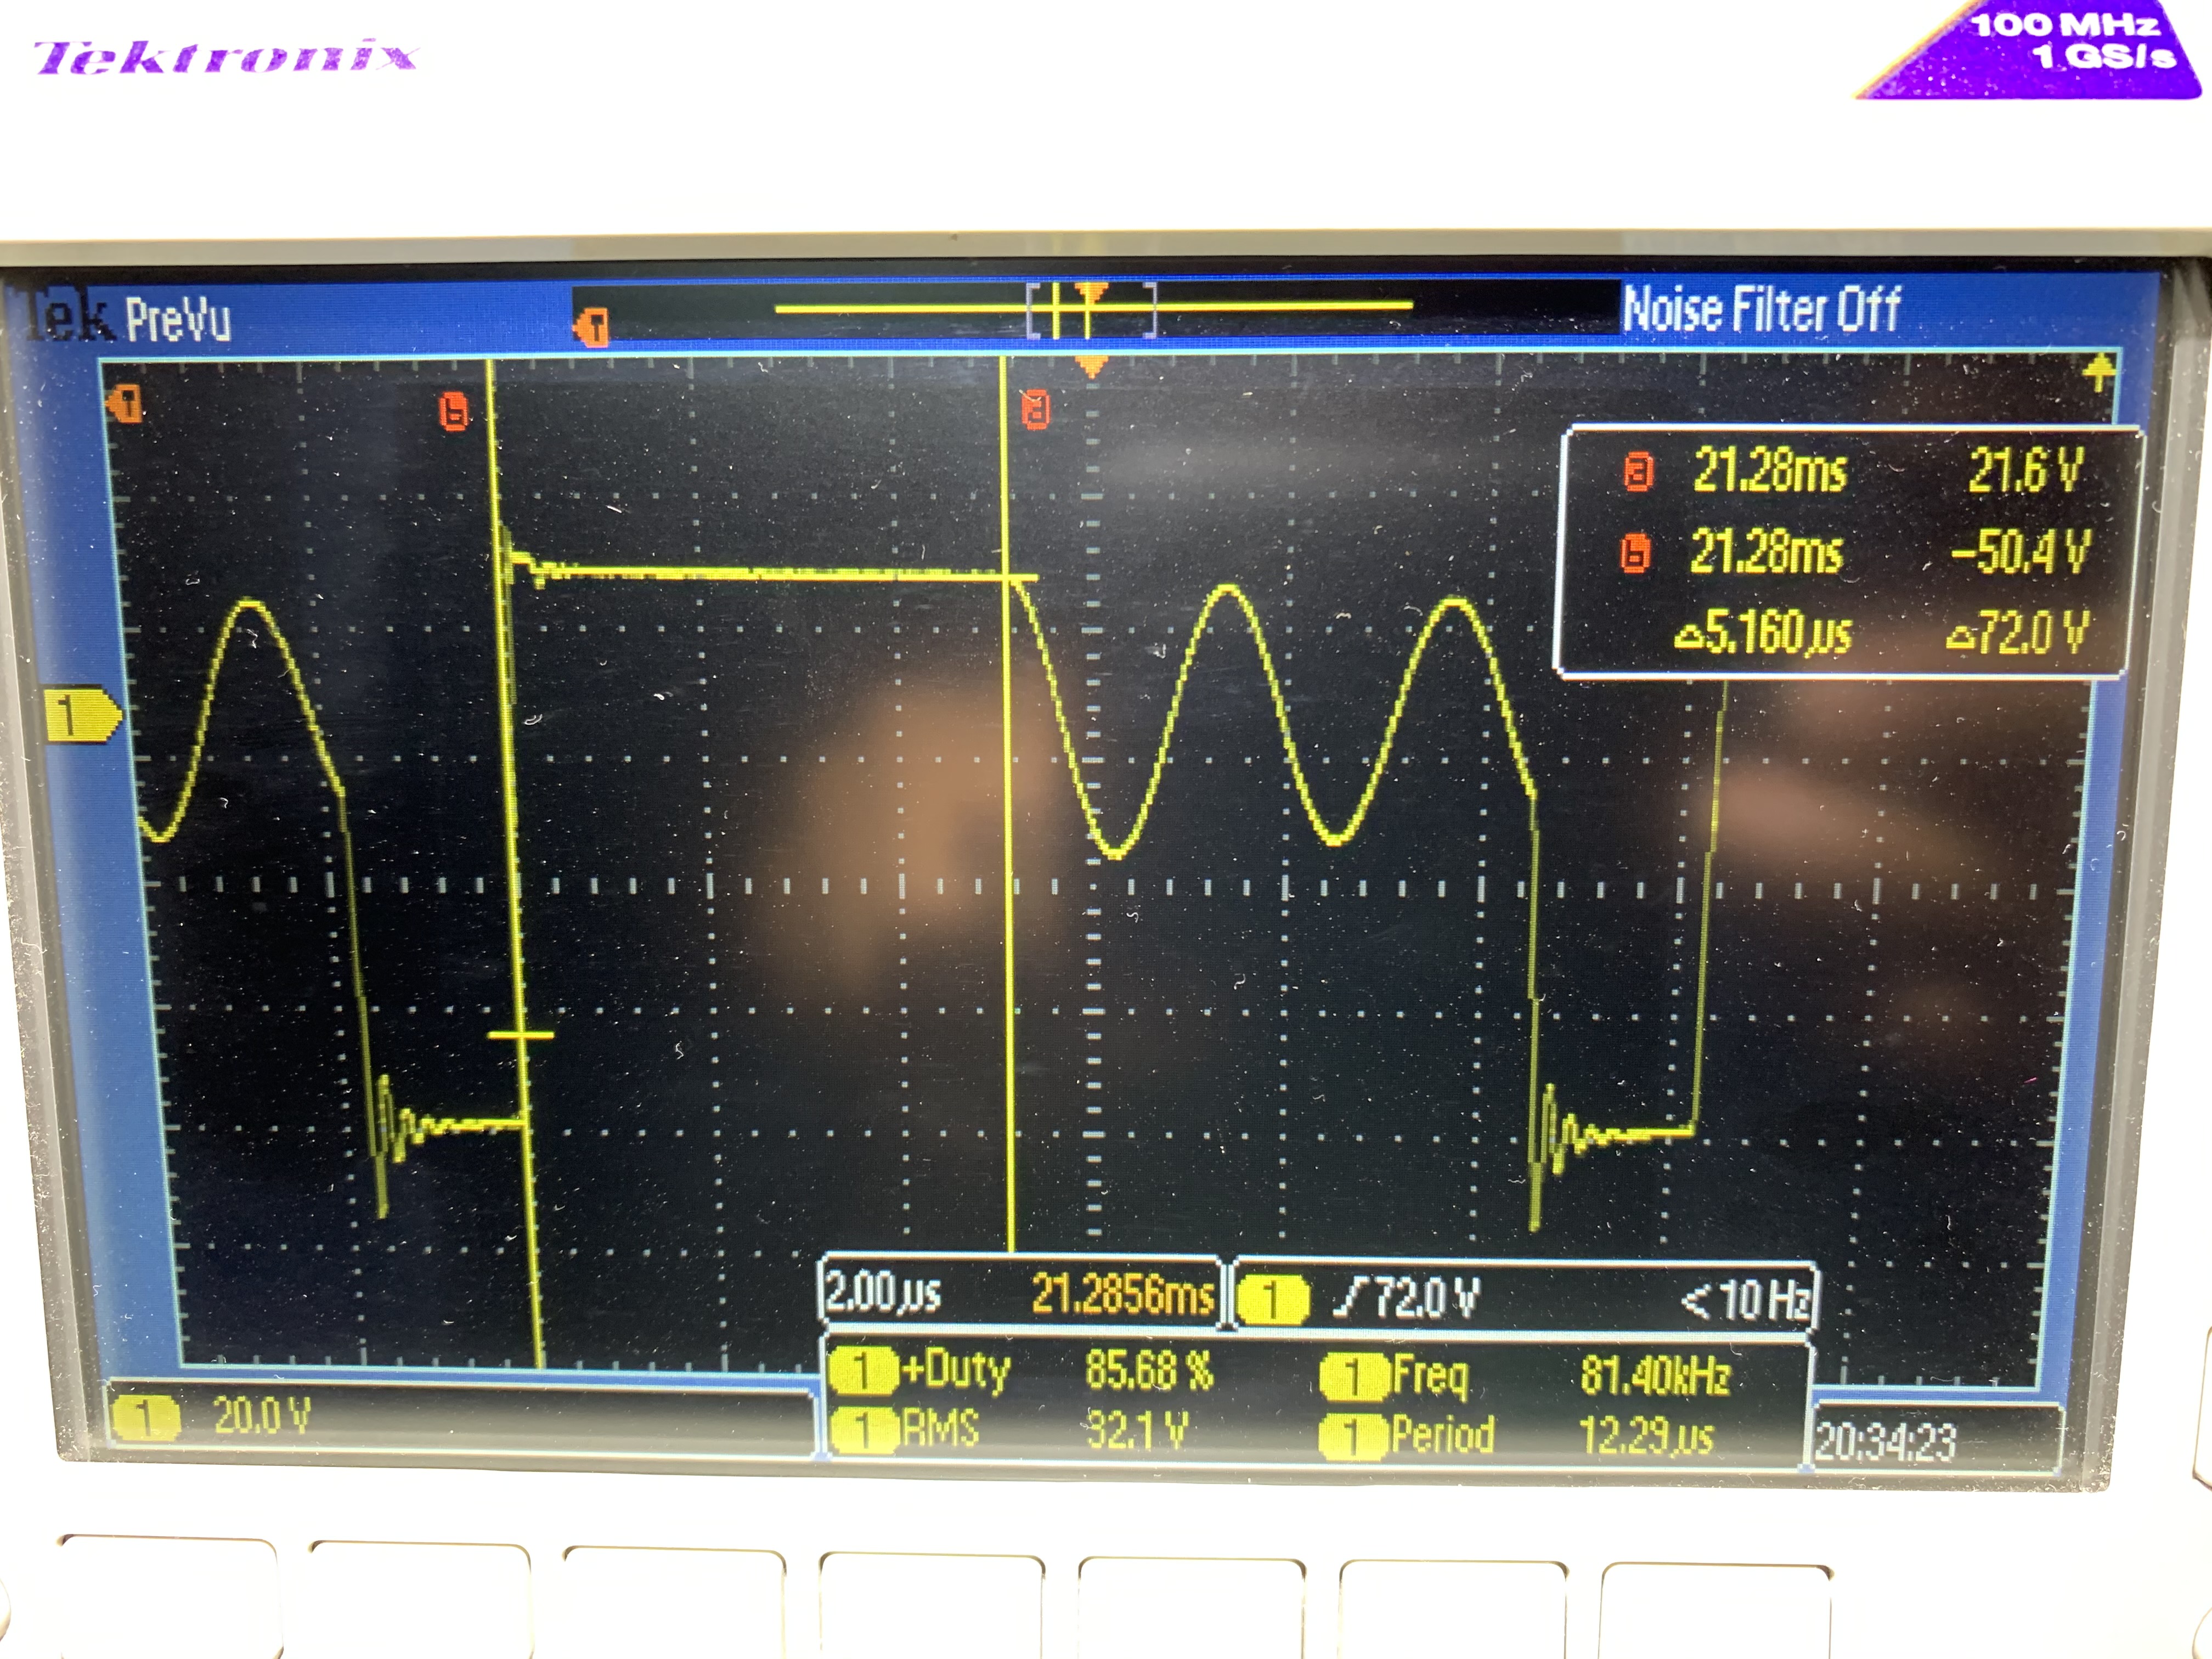 Tektronix
100 MHz
1 GS/s
Tek PreVu
T
Noise Filter Off
T
b
a
a 21.28ms 21.6 V
b 21.28ms -50.4 V
△5.160µs △72.0 V
1
2.00µs 21.2856ms
1 ∫72.0 V <10 Hz
1 +Duty 85.68 %
1 Freq 81.40kHz
1 RMS 32.1 V
1 Period 12.29µs
1 20.0 V
20:34:23